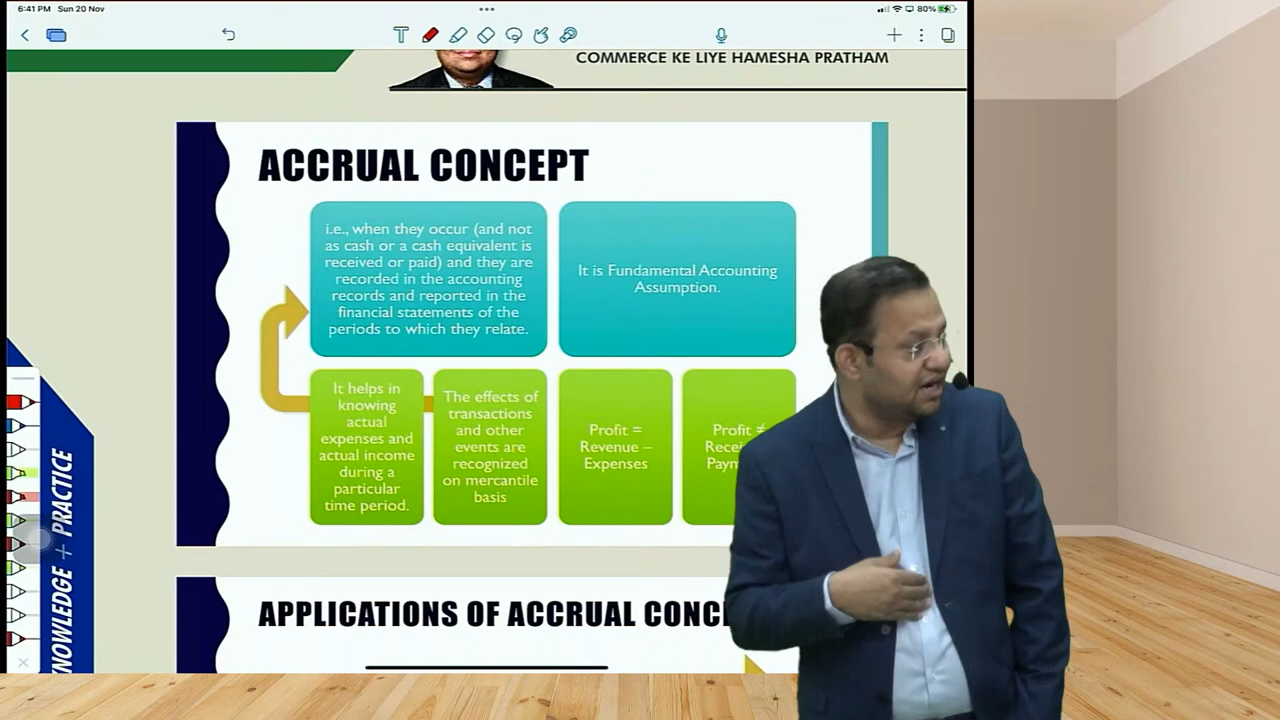 6:41 PM Sun 20 Nov
80%
COMMERCE KE LIYE HAMESHA PRATHAM
ACCRUAL CONCEPT
i.e., when they occur (and not
as cash or a cash equivalent is
received or paid) and they are
recorded in the accounting
records and reported in the
financial statements of the
periods to which they relate.
It is Fundamental Accounting
Assumption.
It helps in
knowing
actual
expenses and
actual income
during a
particular
time period.
The effects of
transactions
and other
events are
recognized
on mercantile
basis
Profit =
Revenue –
Expenses
Profit ≠
NOWLEDGE + PRACTICE
APPLICATIONS OF ACCRUAL